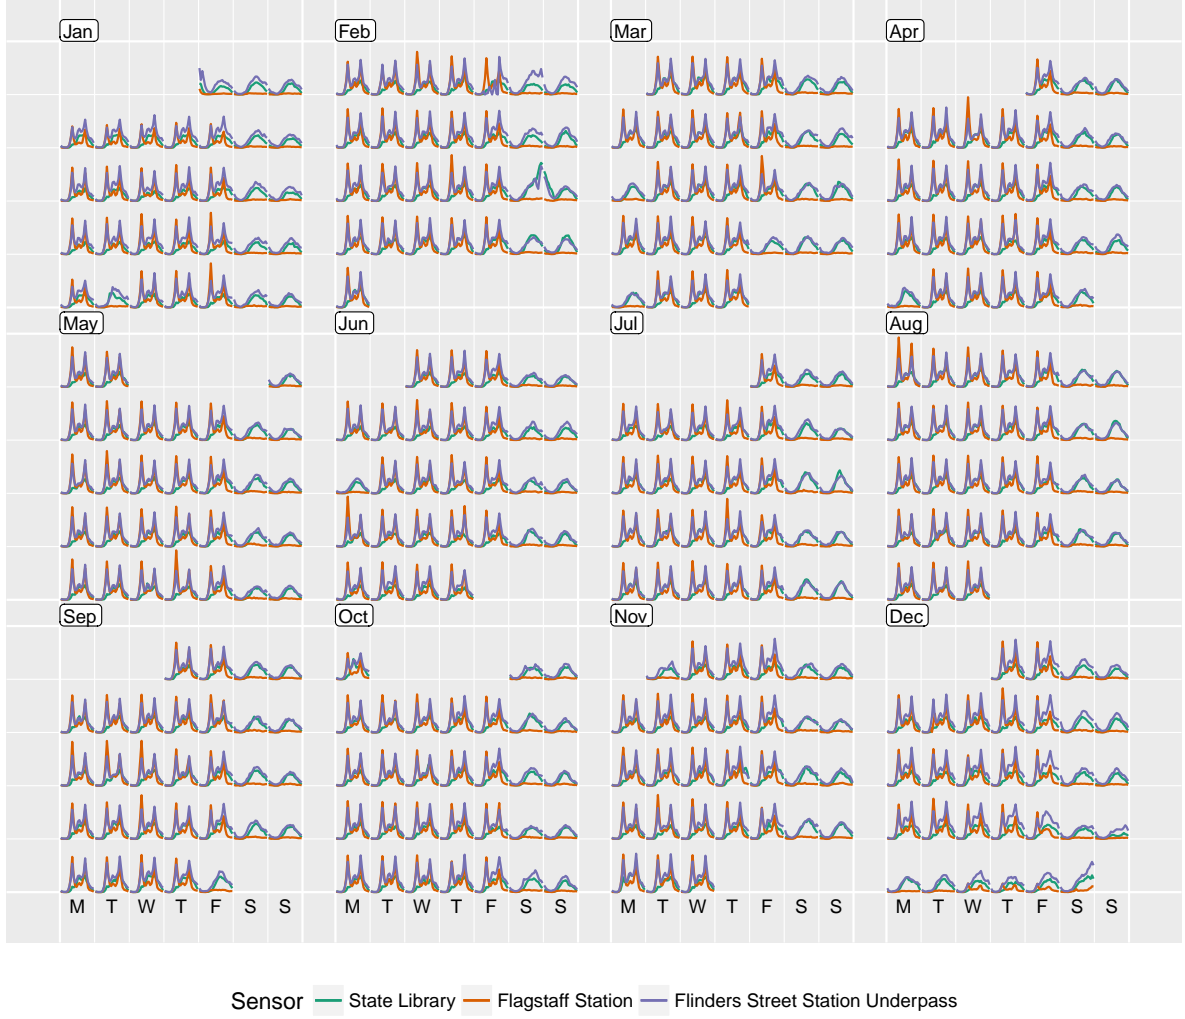 Jan Feb Mar Apr
May Jun Jul Aug
Sep Oct Nov Dec
M T W T F S S M T W T F S S M T W T F S S M T W T F S S
Sensor State Library Flagstaff Station Flinders Street Station Underpass